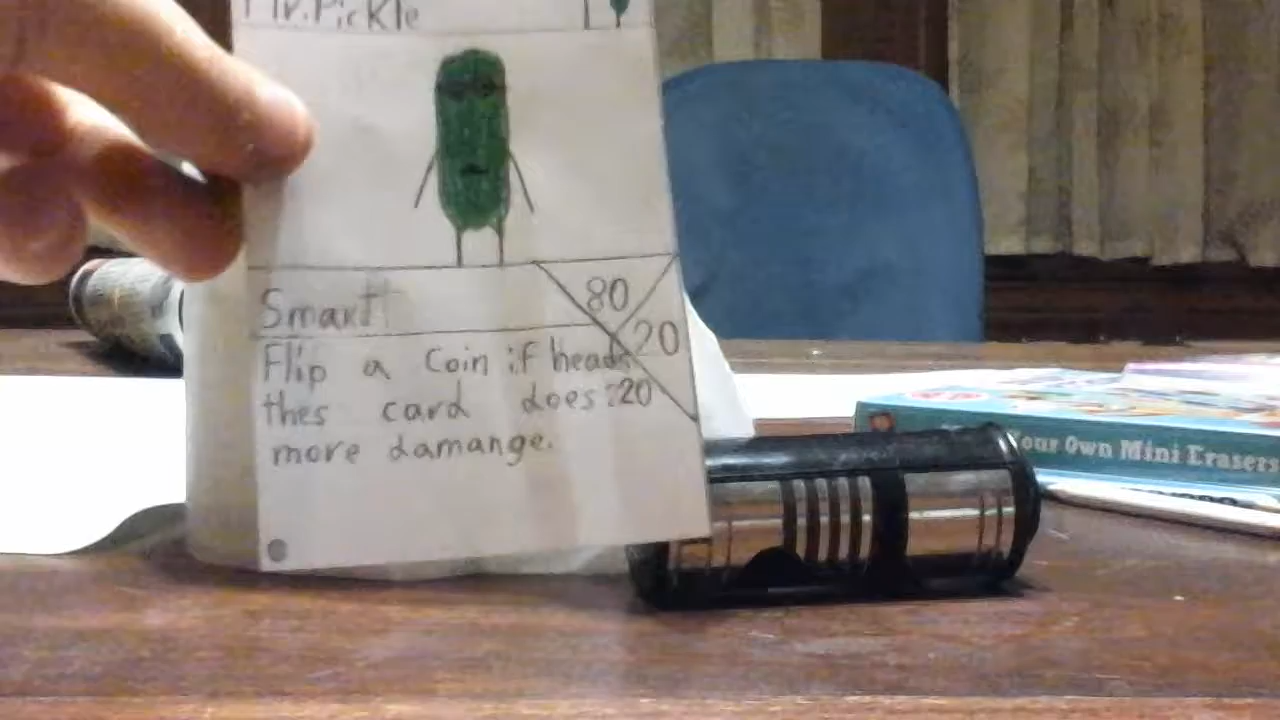 Mr. Pickle
80
Smart
20
Flip a Coin if heads
thes card does 20
20
more damange.
Your Own Mini Erasers